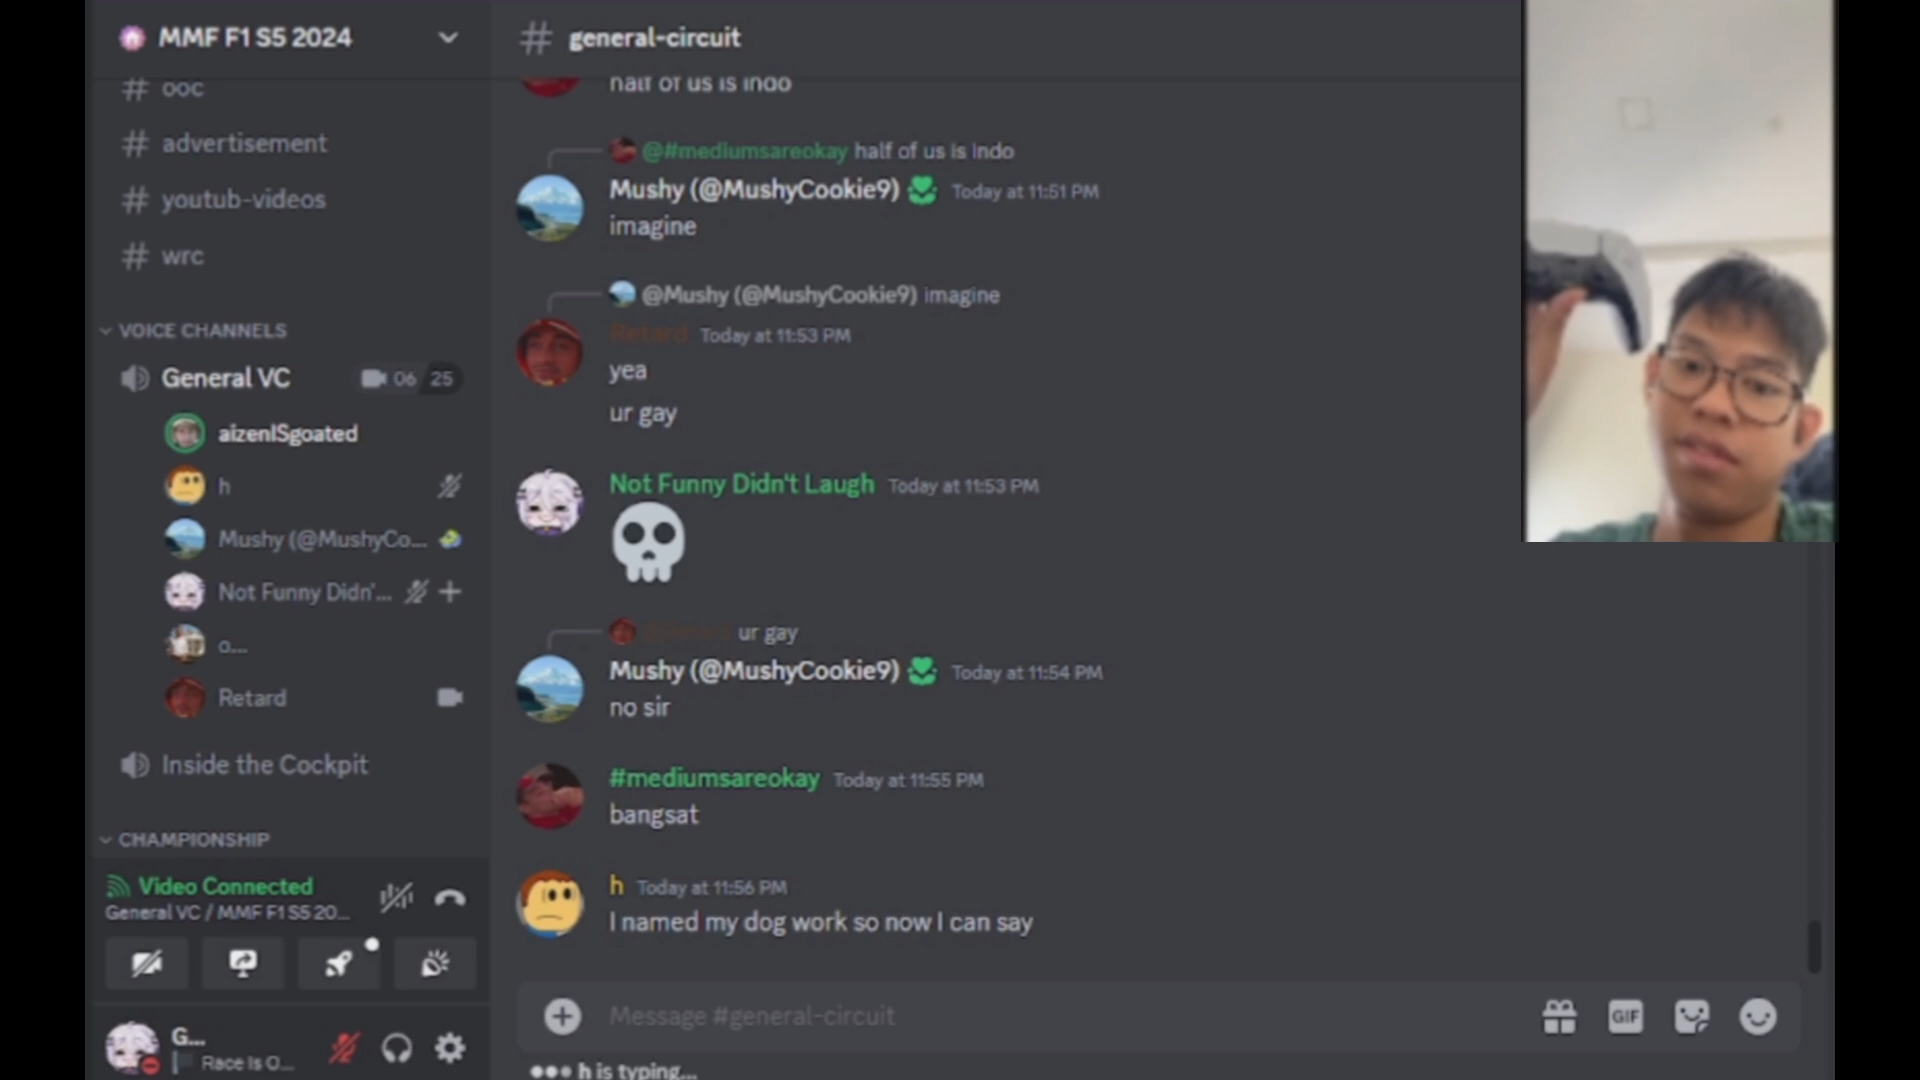 MMF F1 S5 2024
ooc
advertisement
youtub-videos
wrc
VOICE CHANNELS
General VC 06 25
aizenISgoated
h
Mushy (@MushyCo...
Not Funny Didn'...
o...
Retard
Inside the Cockpit
CHAMPIONSHIP
Video Connected
General VC / MMF F1 S5 20...
G...
Race Is O...
# general-circuit
half of us is indo
@#mediumsareokay half of us is indo
Mushy (@MushyCookie9) Today at 11:51 PM
imagine
@Mushy (@MushyCookie9) imagine
Retard Today at 11:53 PM
yea
ur gay
Not Funny Didn't Laugh Today at 11:53 PM
ur gay
Mushy (@MushyCookie9) Today at 11:54 PM
no sir
#mediumsareokay Today at 11:55 PM
bangsat
h Today at 11:56 PM
I named my dog work so now I can say
Message #general-circuit
GIF
h is typing...